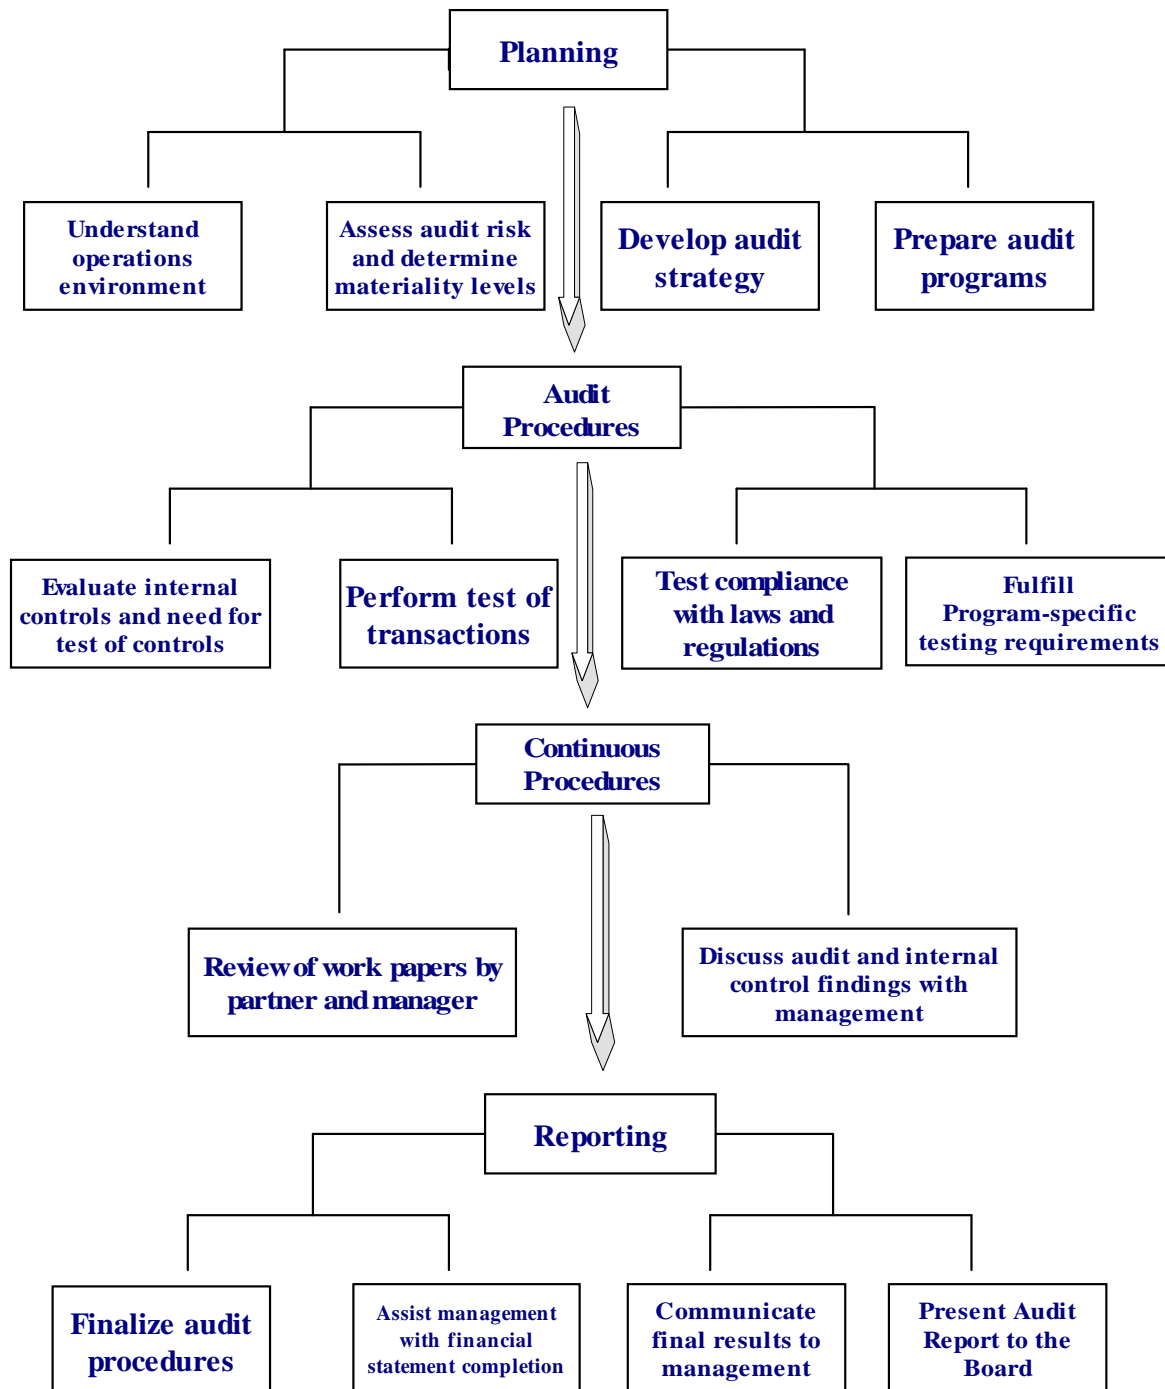 Planning
Understand
operations
environment
Assess audit risk
and determine
materiality levels
Develop audit
strategy
Prepare audit
programs
Audit
Procedures
Evaluate internal
controls and need for
test of controls
Perform test of
transactions
Test compliance
with laws and
regulations
Fulfill
Program-specific
testing requirements
Continuous
Procedures
Review of work papers by
partner and manager
Discuss audit and internal
control findings with
management
Reporting
Finalize audit
procedures
Assist management
with financial
statement completion
Communicate
final results to
management
Present Audit
Report to the
Board